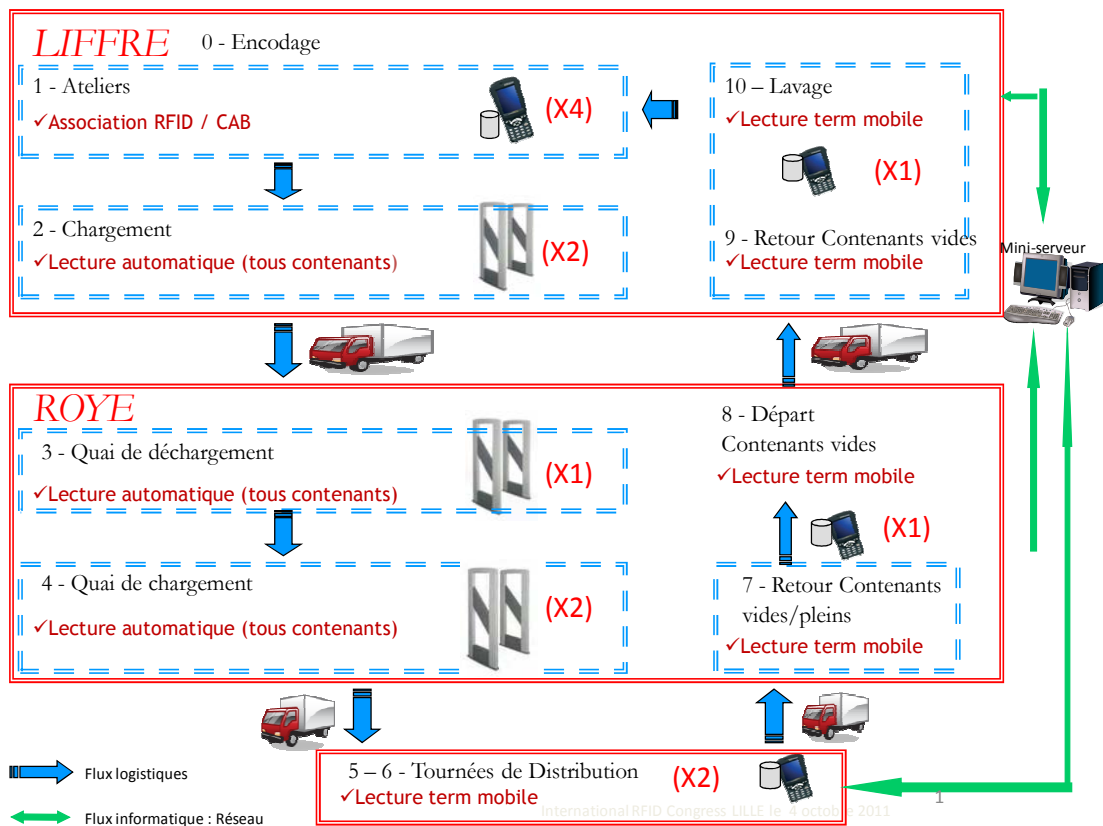 LIFFRE
0 - Encodage
1 - Ateliers
✓Association RFID / CAB
(X4)
2 - Chargement
✓Lecture automatique (tous contenants)
(X2)
10 – Lavage
✓Lecture term mobile
(X1)
9 - Retour Contenants vides
✓Lecture term mobile
Mini-serveur
ROYE
3 - Quai de déchargement
✓Lecture automatique (tous contenants)
(X1)
4 - Quai de chargement
✓Lecture automatique (tous contenants)
(X2)
8 - Départ
Contenants vides
✓Lecture term mobile
(X1)
7 - Retour Contenants
vides/pleins
✓Lecture term mobile
5 – 6 - Tournées de Distribution
✓Lecture term mobile
(X2)
Flux logistiques
Flux informatique : Réseau
International RFID Congress LILLE le 4 octobre 2011
1